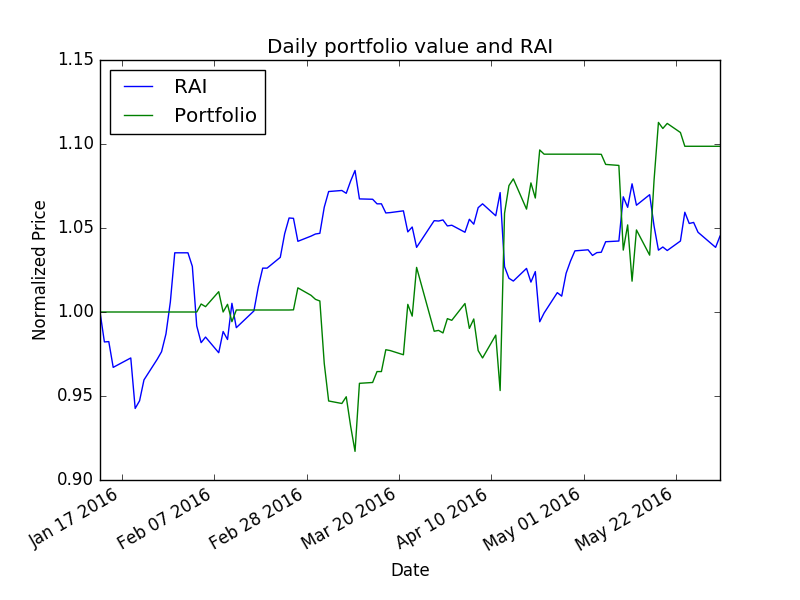 Daily portfolio value and RAI
1.15
1.10
1.05
1.00
0.95
0.90
Normalized Price
RAI
Portfolio
Jan 17 2016
Feb 07 2016
Feb 28 2016
Mar 20 2016
Apr 10 2016
May 01 2016
May 22 2016
Date